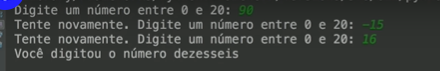 Digite um número entre 0 e 20: 90
Tente novamente. Digite um número entre 0 e 20: -15
Tente novamente. Digite um número entre 0 e 20: 16
Você digitou o número dezesseis